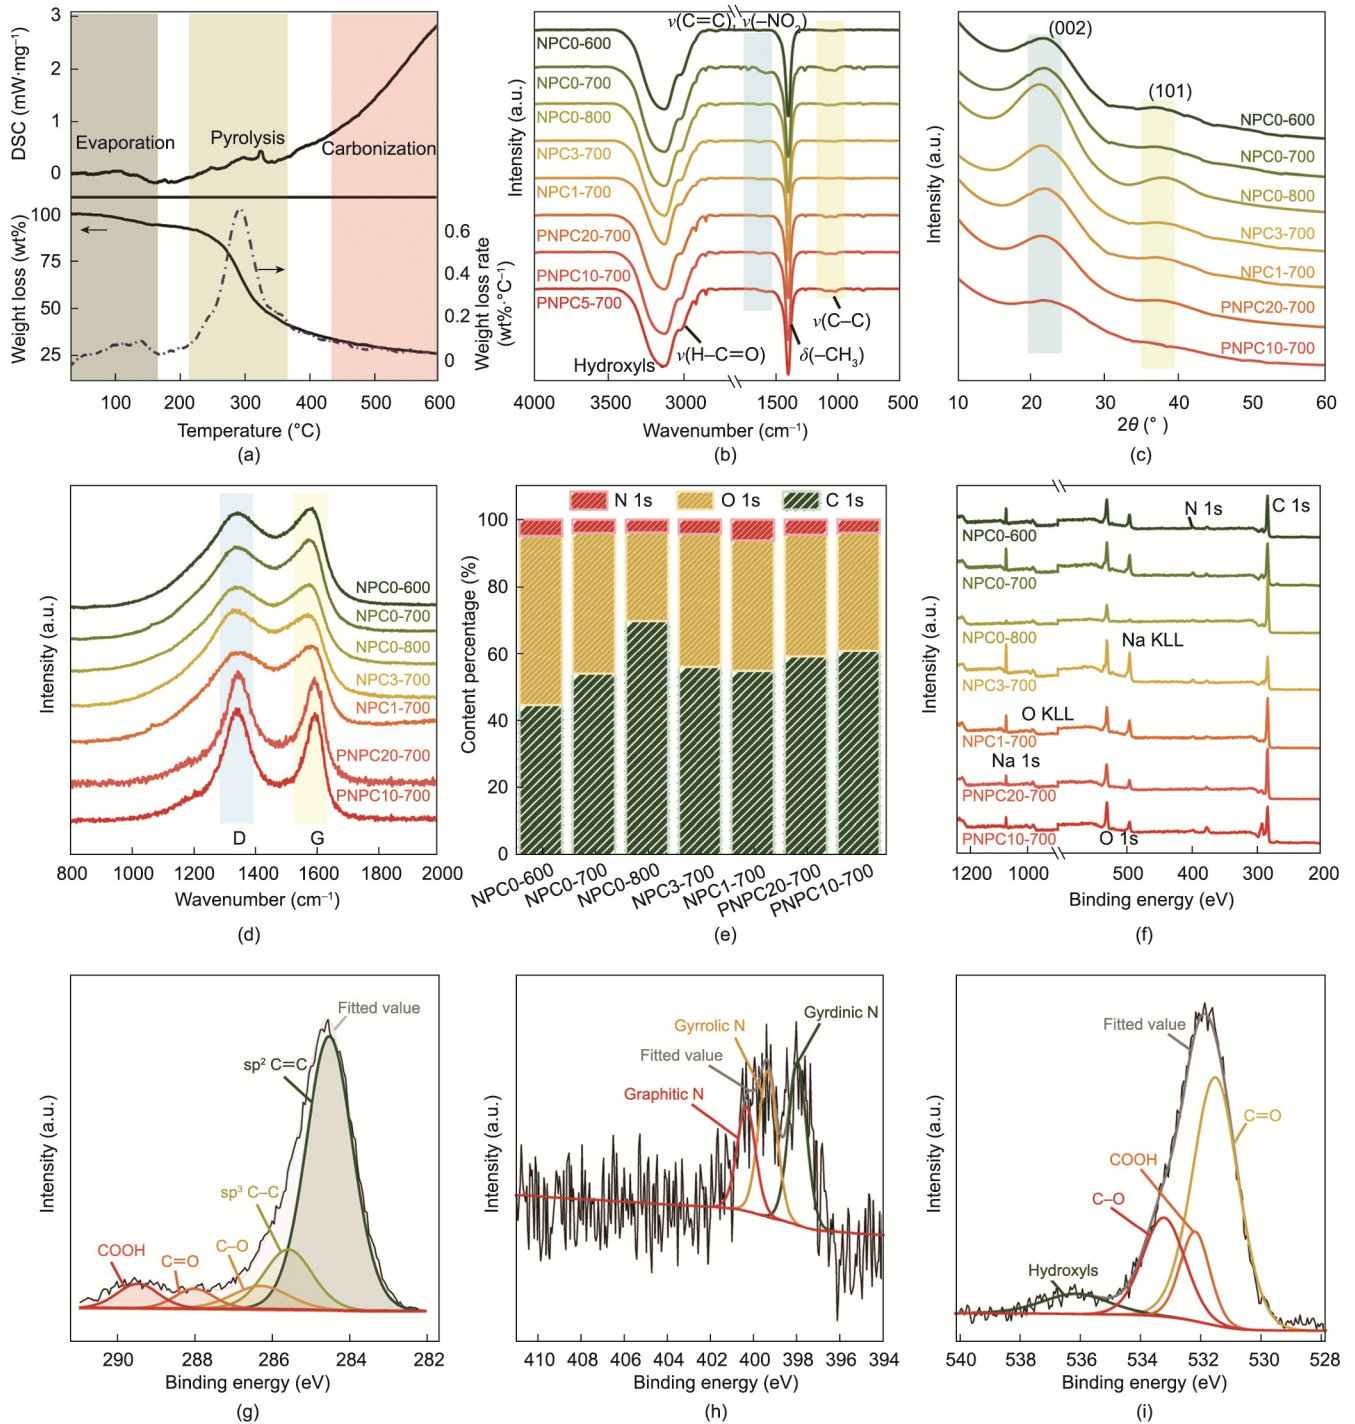 3
2
1
0
DSC (mW·mg⁻¹)
Evaporation
Pyrolysis
Carbonization
100
75
50
25
Weight loss (wt%)
0.6
0.4
0.2
0
Weight loss rate
(wt%·°C⁻¹)
100 200 300 400 500 600
Temperature (°C)
(a)
ν(C=C), ν(–NO₂)
NPC0-600
NPC0-700
NPC0-800
NPC3-700
NPC1-700
PNPC20-700
PNPC10-700
PNPC5-700
Intensity (a.u.)
ν(C–C)
ν(H–C=O)
δ(–CH₃)
Hydroxyls
4000 3500 3000 1500 1000 500
Wavenumber (cm⁻¹)
(b)
(002)
(101)
NPC0-600
NPC0-700
NPC0-800
NPC3-700
NPC1-700
PNPC20-700
PNPC10-700
Intensity (a.u.)
10 20 30 40 50 60
2θ (°)
(c)
NPC0-600
NPC0-700
NPC0-800
NPC3-700
NPC1-700
PNPC20-700
PNPC10-700
Intensity (a.u.)
D G
800 1000 1200 1400 1600 1800 2000
Wavenumber (cm⁻¹)
(d)
N 1s O 1s C 1s
100
80
60
40
20
0
Content percentage (%)
NPC0-600
NPC0-700
NPC0-800
NPC3-700
NPC1-700
PNPC20-700
PNPC10-700
(e)
N 1s
C 1s
NPC0-600
NPC0-700
NPC0-800
Na KLL
NPC3-700
O KLL
NPC1-700
Na 1s
PNPC20-700
PNPC10-700
O 1s
Intensity (a.u.)
1200 1000 500 400 300 200
Binding energy (eV)
(f)
Fitted value
sp² C=C
sp³ C–C
C–O
COOH
C=O
Intensity (a.u.)
290 288 286 284 282
Binding energy (eV)
(g)
Gyrdinic N
Gyrrolic N
Fitted value
Graphitic N
Intensity (a.u.)
410 408 406 404 402 400 398 396 394
Binding energy (eV)
(h)
Fitted value
C=O
COOH
C–O
Hydroxyls
Intensity (a.u.)
540 538 536 534 532 530 528
Binding energy (eV)
(i)